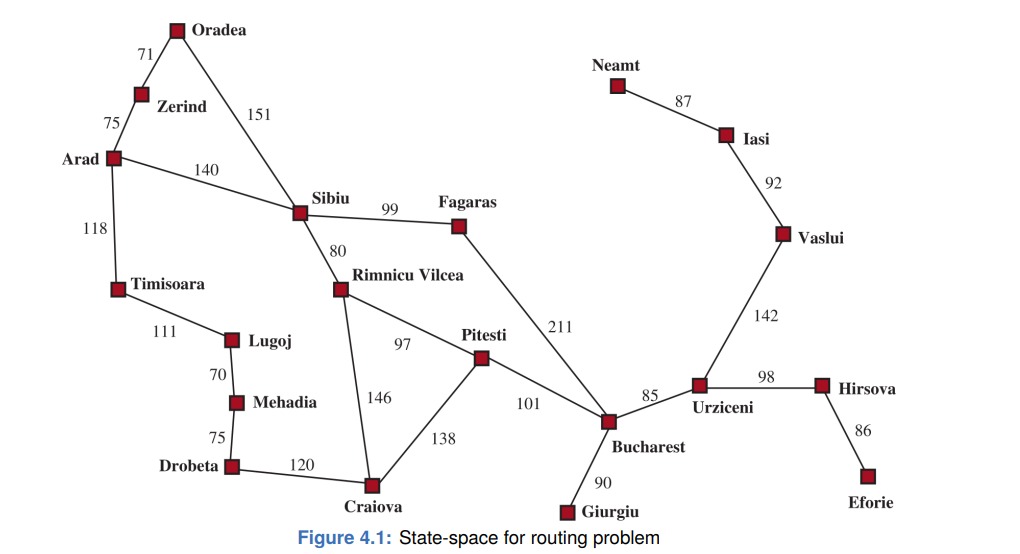 Oradea
71
Neamt
87
Zerind
151
75
Iasi
Arad
140
92
Sibiu
Fagaras
99
118
80
Vaslui
Rimnicu Vilcea
Timisoara
142
211
111
Pitesti
Lugoj
97
70
98
Hirsova
85
Urziceni
146
101
Mehadia
86
75
138
Bucharest
Drobeta
120
90
Craiova
Giurgiu
Eforie
Figure 4.1: State-space for routing problem